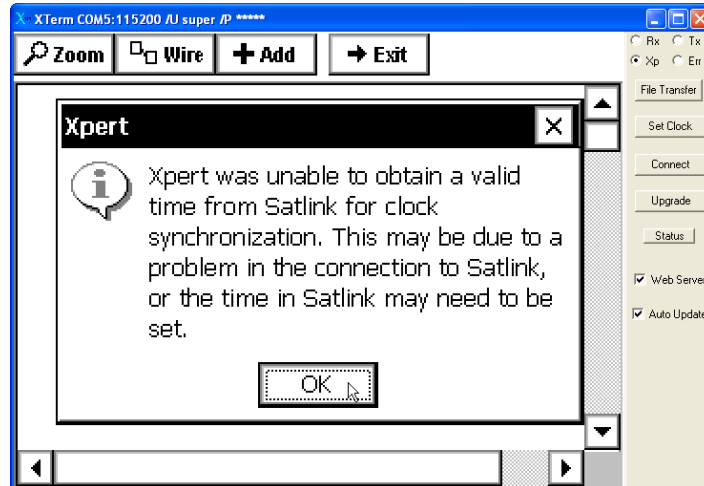 XTerm COM5:115200 /U super /P *****
Zoom Wire Add Exit
Rx Tx
Xp Err
File Transfer
Set Clock
Connect
Upgrade
Status
Web Server
Auto Update
Xpert
Xpert was unable to obtain a valid
time from Satlink for clock
synchronization. This may be due to a
problem in the connection to Satlink,
or the time in Satlink may need to be
set.
OK